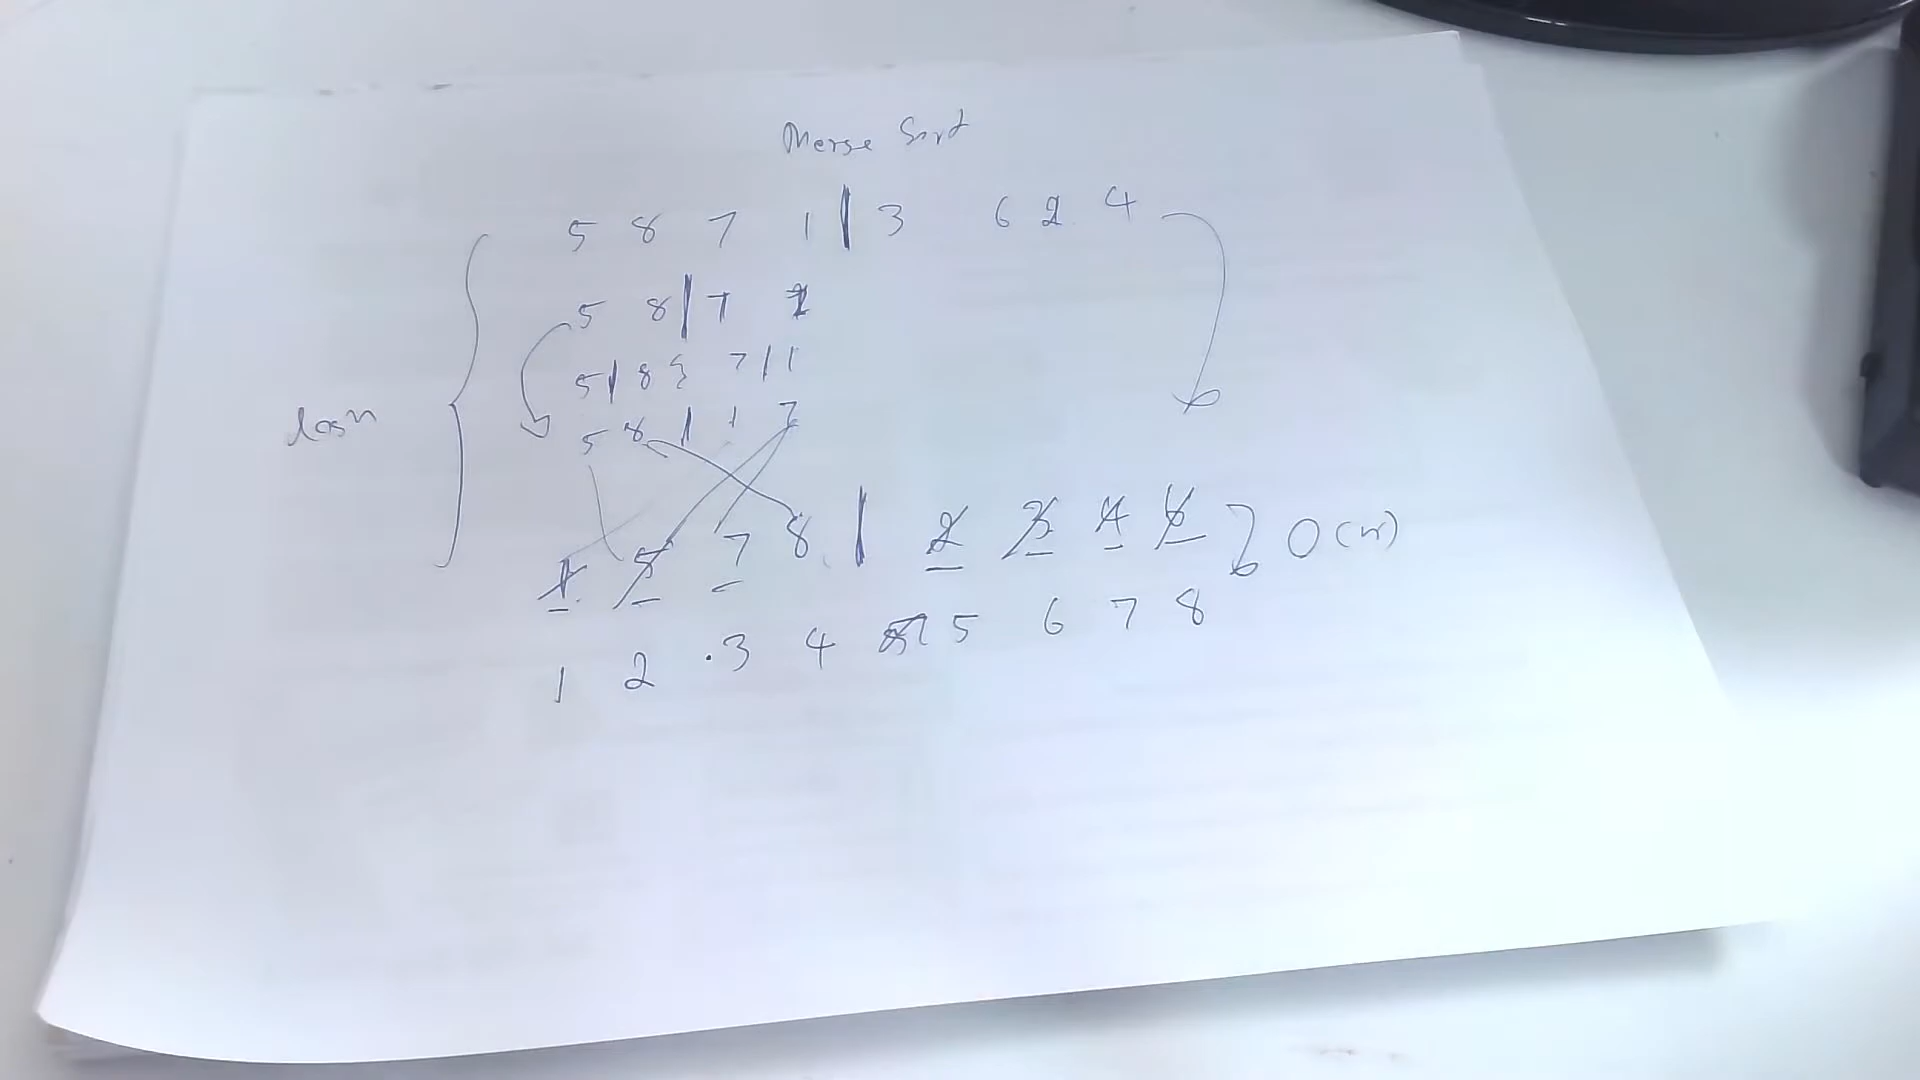 Merge Sort
5 8 7 1 | 3 6 2 4
5 8 | 7 1
5 | 8 } 7 | 1
log n
5 8 | 1 7
1 5 7 8 | 2 3 4 6 } O(n)
1 2 .3 4 5 6 7 8